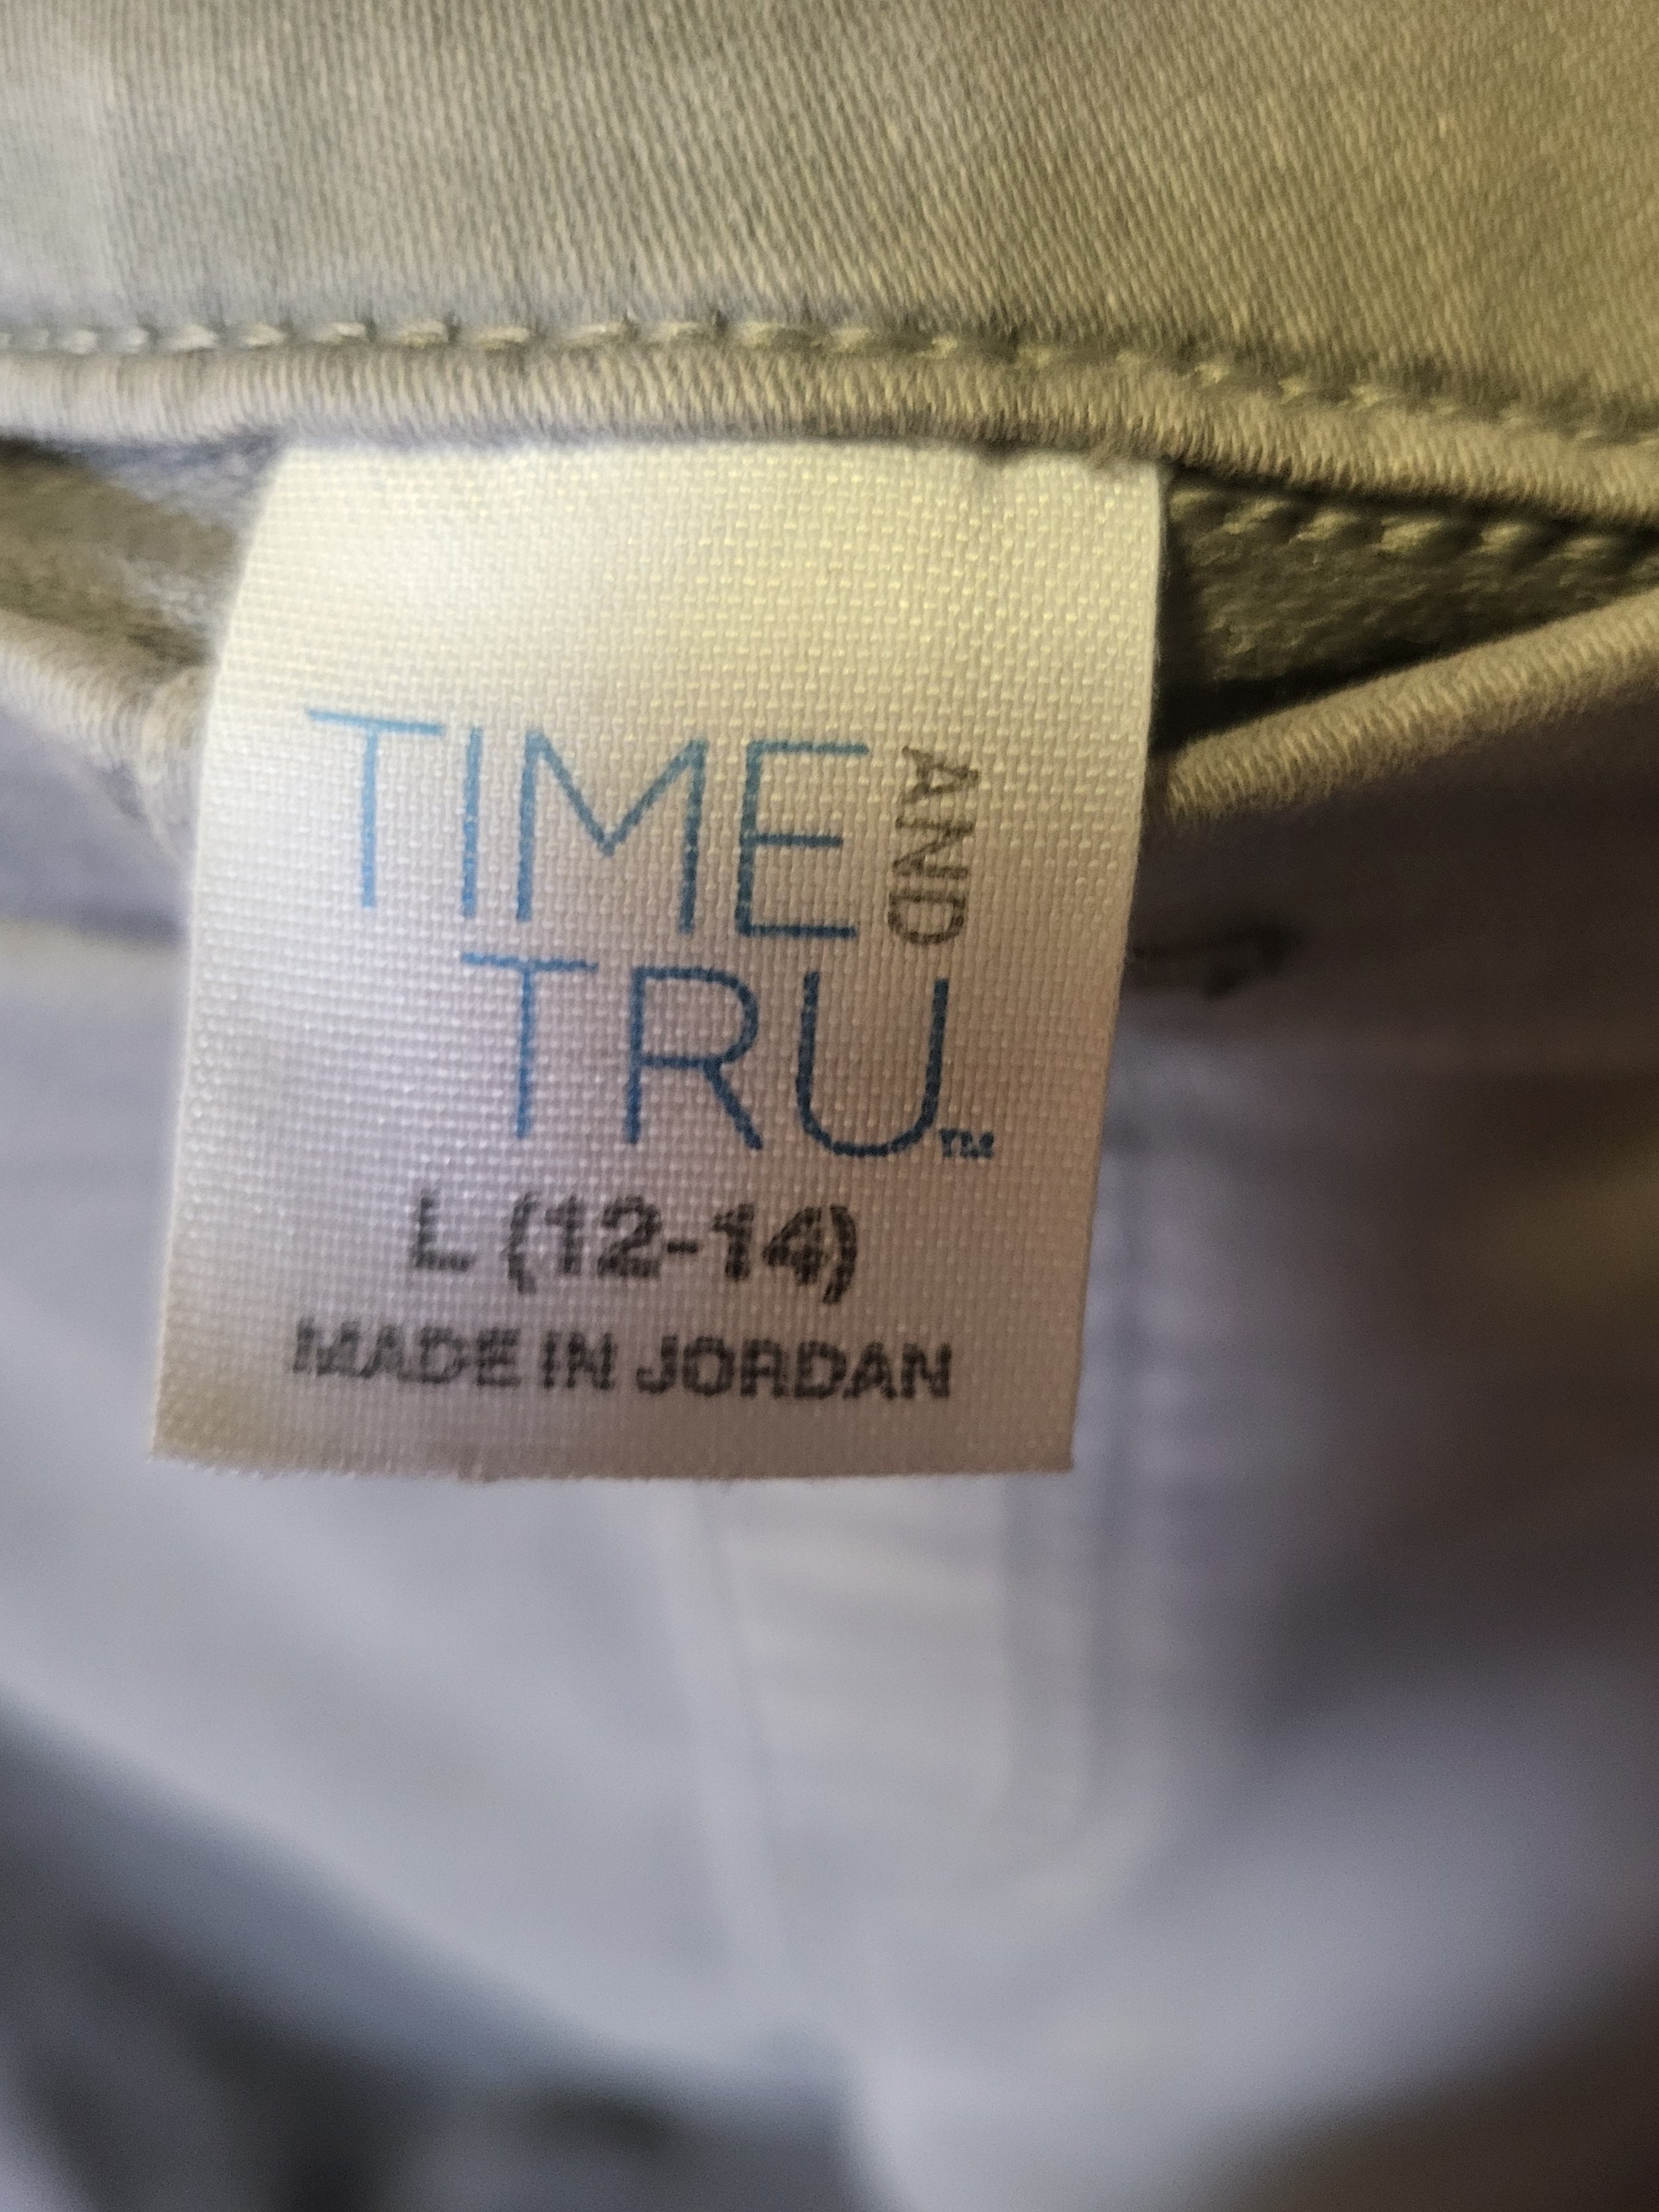 TIME AND
TRU™
L (12-14)
MADE IN JORDAN